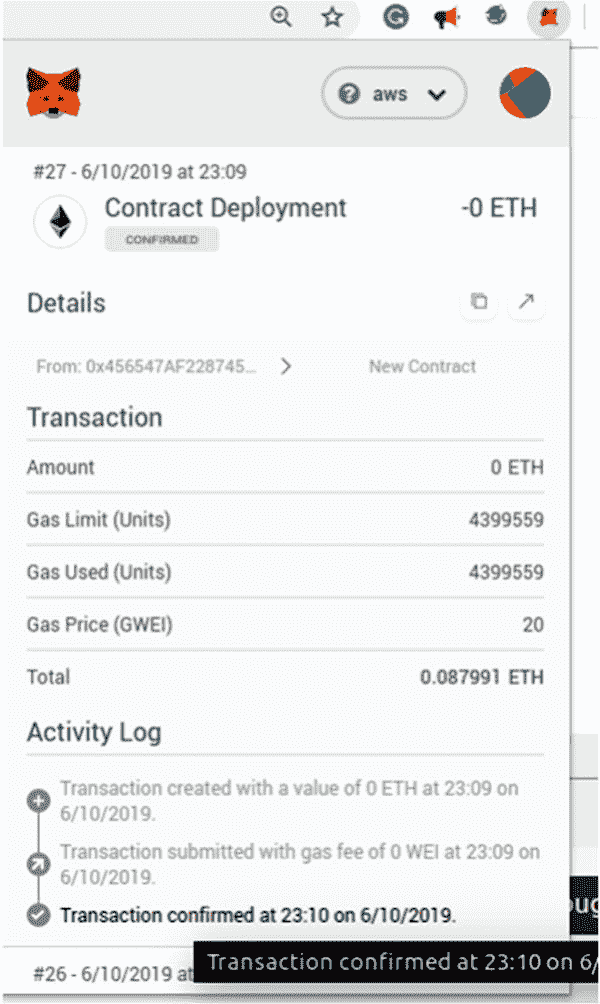 aws
#27 - 6/10/2019 at 23:09
Contract Deployment
-0 ETH
CONFIRMED
Details
From: 0x456547AF228745...
New Contract
Transaction
Amount
0 ETH
Gas Limit (Units)
4399559
Gas Used (Units)
4399559
Gas Price (GWEI)
20
Total
0.087991 ETH
Activity Log
Transaction created with a value of 0 ETH at 23:09 on
6/10/2019.
Transaction submitted with gas fee of 0 WEI at 23:09 on
6/10/2019.
Transaction confirmed at 23:10 on 6/10/2019.
#26 - 6/10/2019 at
Transaction confirmed at 23:10 on 6/